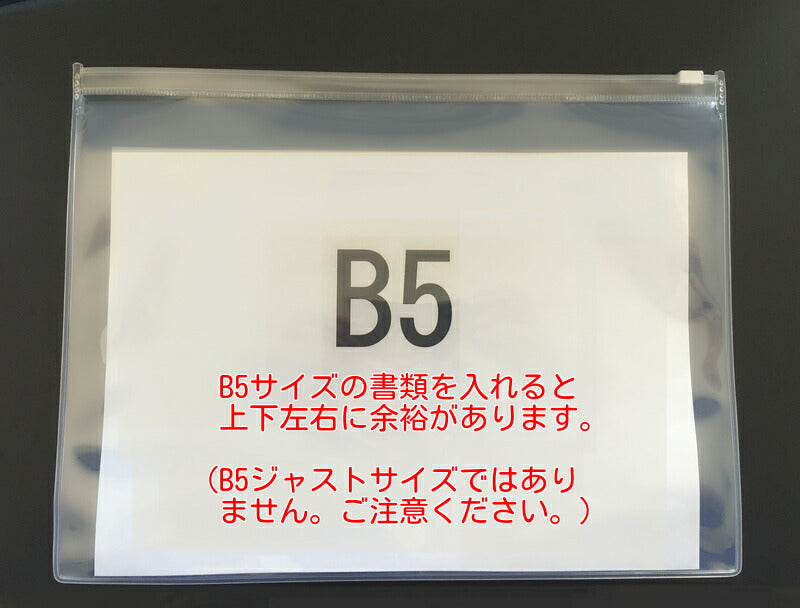 B5
B5サイズの書類を入れると
上下左右に余裕があります。
（B5ジャストサイズではあり
ません。ご注意ください。）